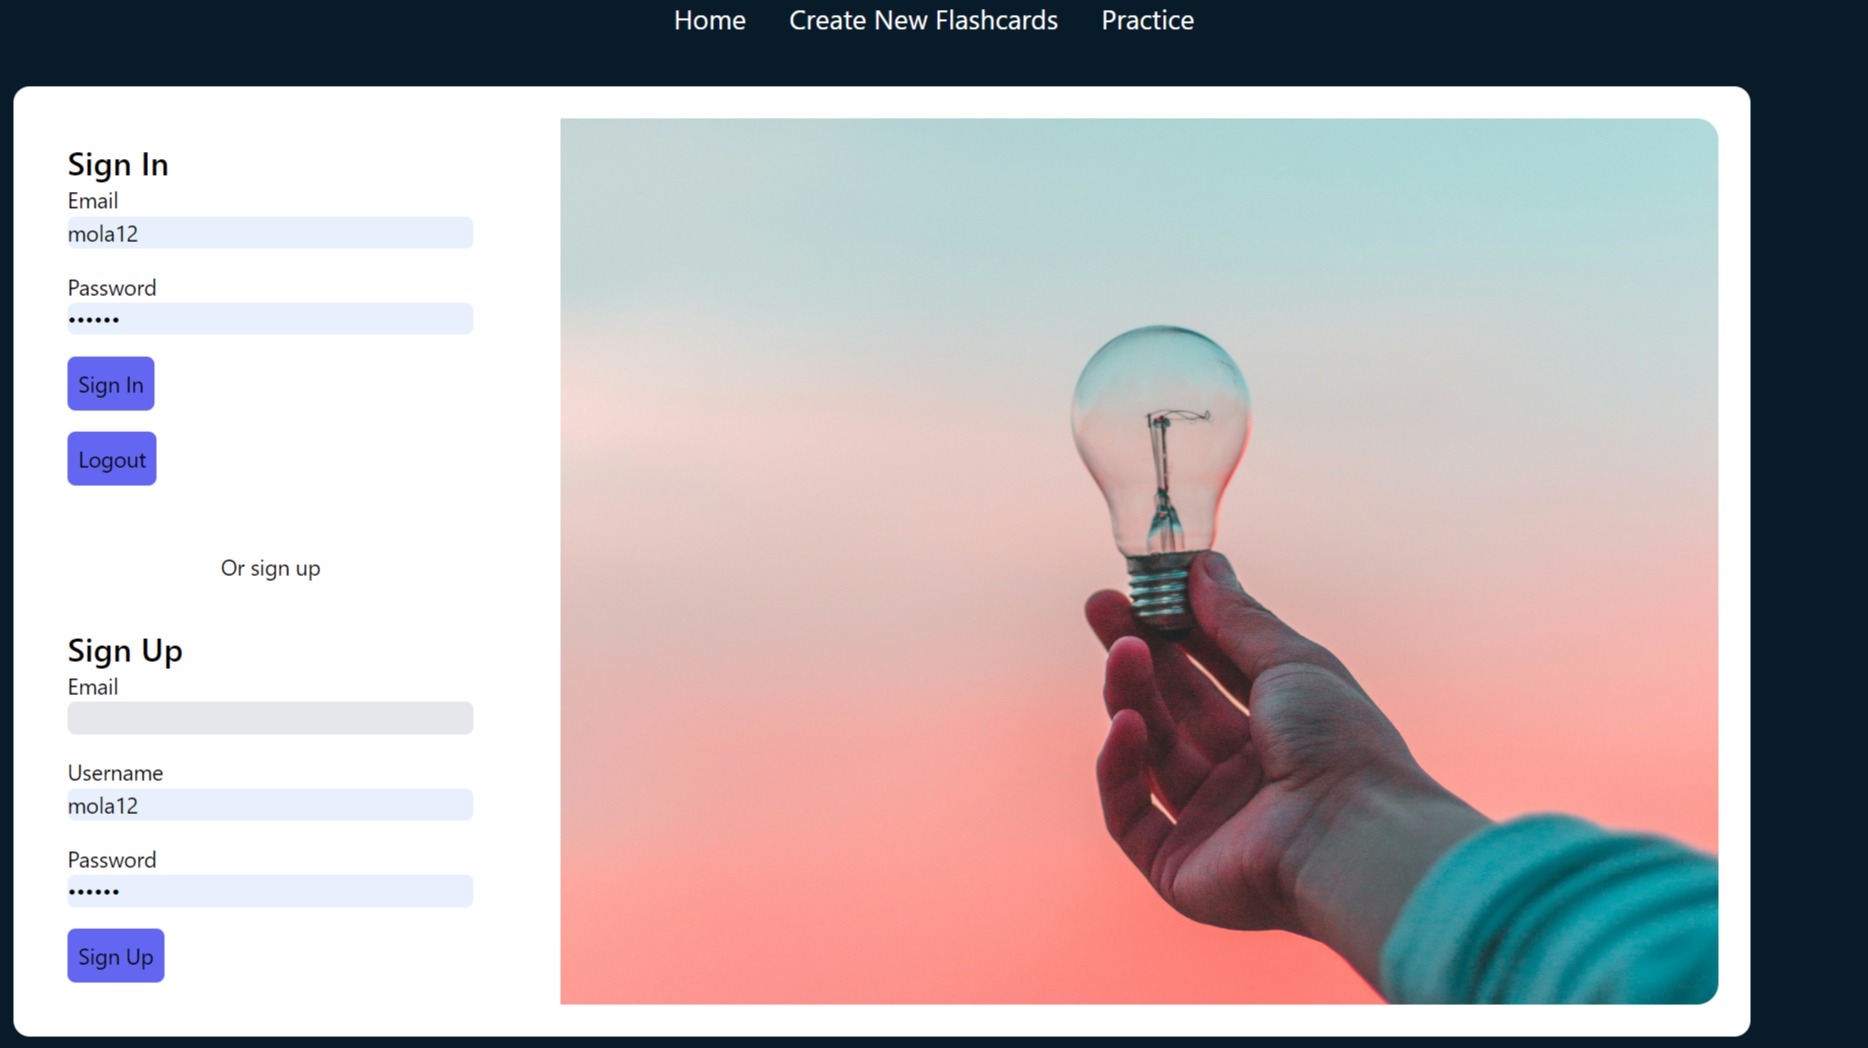 Home Create New Flashcards Practice
Sign In
Email
mola12
Password
••••••
Sign In
Logout
Or sign up
Sign Up
Email
Username
mola12
Password
••••••
Sign Up